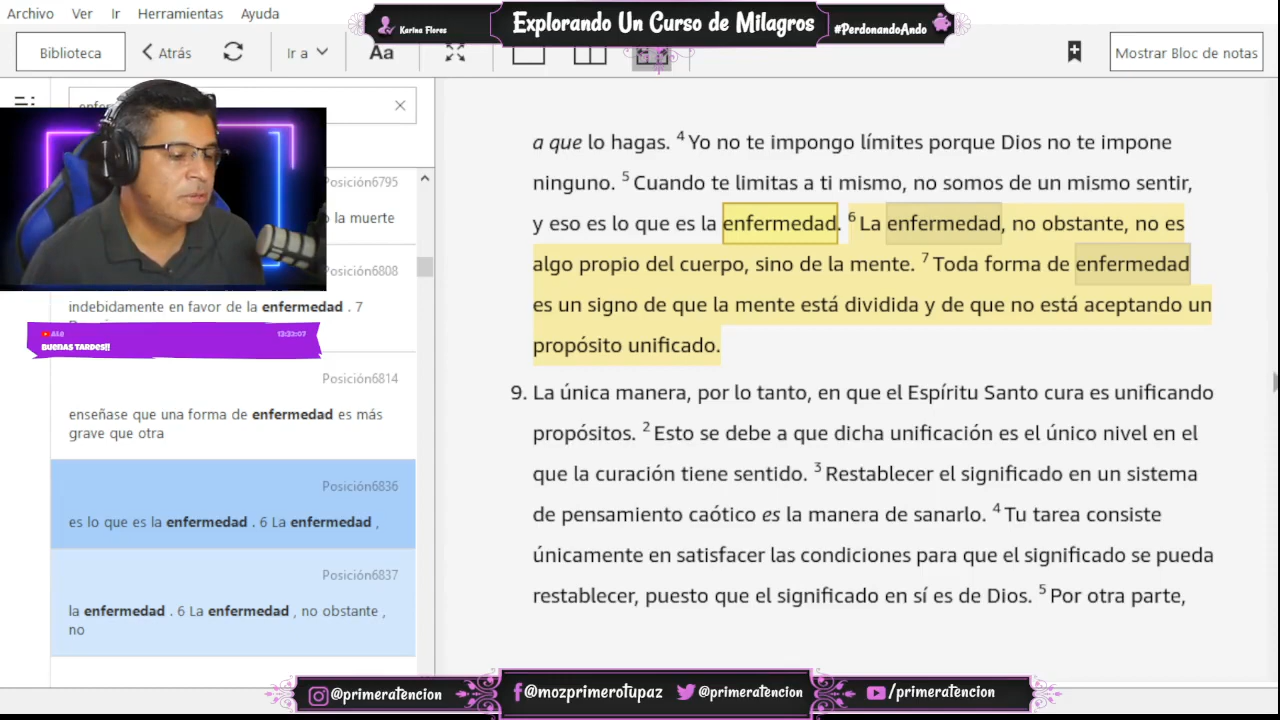 Archivo Ver Ir Herramientas Ayuda
Karina Flores
Explorando Un Curso de Milagros
#PerdonandoAndo
Biblioteca
Atrás
Ir a
Aa
Mostrar Bloc de notas
Posición6795
la muerte
Posición6808
indebidamente en favor de la enfermedad . 7
Ale 12:32:07
BUENAS TARDES!!
Posición6814
enseñase que una forma de enfermedad es más
grave que otra
Posición6836
es lo que es la enfermedad . 6 La enfermedad ,
Posición6837
la enfermedad . 6 La enfermedad , no obstante ,
no
a que lo hagas. 4 Yo no te impongo límites porque Dios no te impone
ninguno. 5 Cuando te limitas a ti mismo, no somos de un mismo sentir,
y eso es lo que es la enfermedad. 6 La enfermedad, no obstante, no es
algo propio del cuerpo, sino de la mente. 7 Toda forma de enfermedad
es un signo de que la mente está dividida y de que no está aceptando un
propósito unificado.
9. La única manera, por lo tanto, en que el Espíritu Santo cura es unificando
propósitos. 2 Esto se debe a que dicha unificación es el único nivel en el
que la curación tiene sentido. 3 Restablecer el significado en un sistema
de pensamiento caótico es la manera de sanarlo. 4 Tu tarea consiste
únicamente en satisfacer las condiciones para que el significado se pueda
restablecer, puesto que el significado en sí es de Dios. 5 Por otra parte,
@primeratencion
@mozprimerotupaz
@primeratencion
/primeratencion